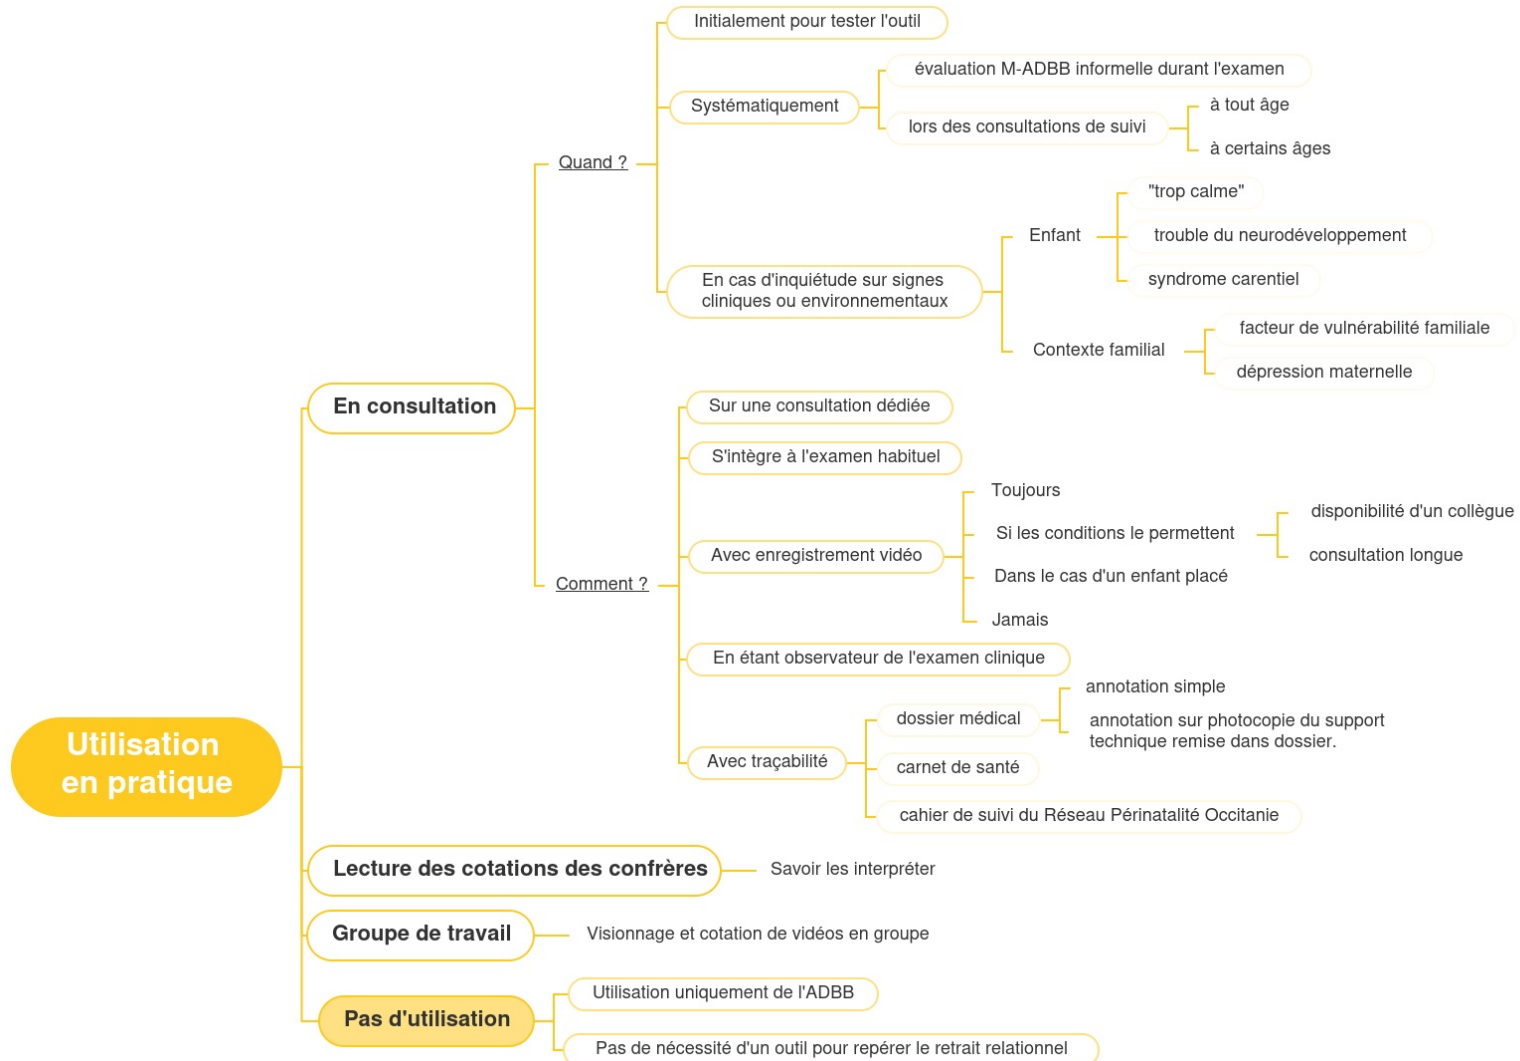 Utilisation
en pratique
En consultation
Quand ?
Initialement pour tester l'outil
Systématiquement
évaluation M-ADBB informelle durant l'examen
lors des consultations de suivi
à tout âge
à certains âges
En cas d'inquiétude sur signes
cliniques ou environnementaux
Enfant
"trop calme"
trouble du neurodéveloppement
syndrome carentiel
Contexte familial
facteur de vulnérabilité familiale
dépression maternelle
Comment ?
Sur une consultation dédiée
S'intègre à l'examen habituel
Avec enregistrement vidéo
Toujours
Si les conditions le permettent
disponibilité d'un collègue
consultation longue
Dans le cas d'un enfant placé
Jamais
En étant observateur de l'examen clinique
Avec traçabilité
dossier médical
annotation simple
annotation sur photocopie du support
technique remise dans dossier.
carnet de santé
cahier de suivi du Réseau Périnatalité Occitanie
Lecture des cotations des confrères
Savoir les interpréter
Groupe de travail
Visionnage et cotation de vidéos en groupe
Pas d'utilisation
Utilisation uniquement de l'ADBB
Pas de nécessité d'un outil pour repérer le retrait relationnel